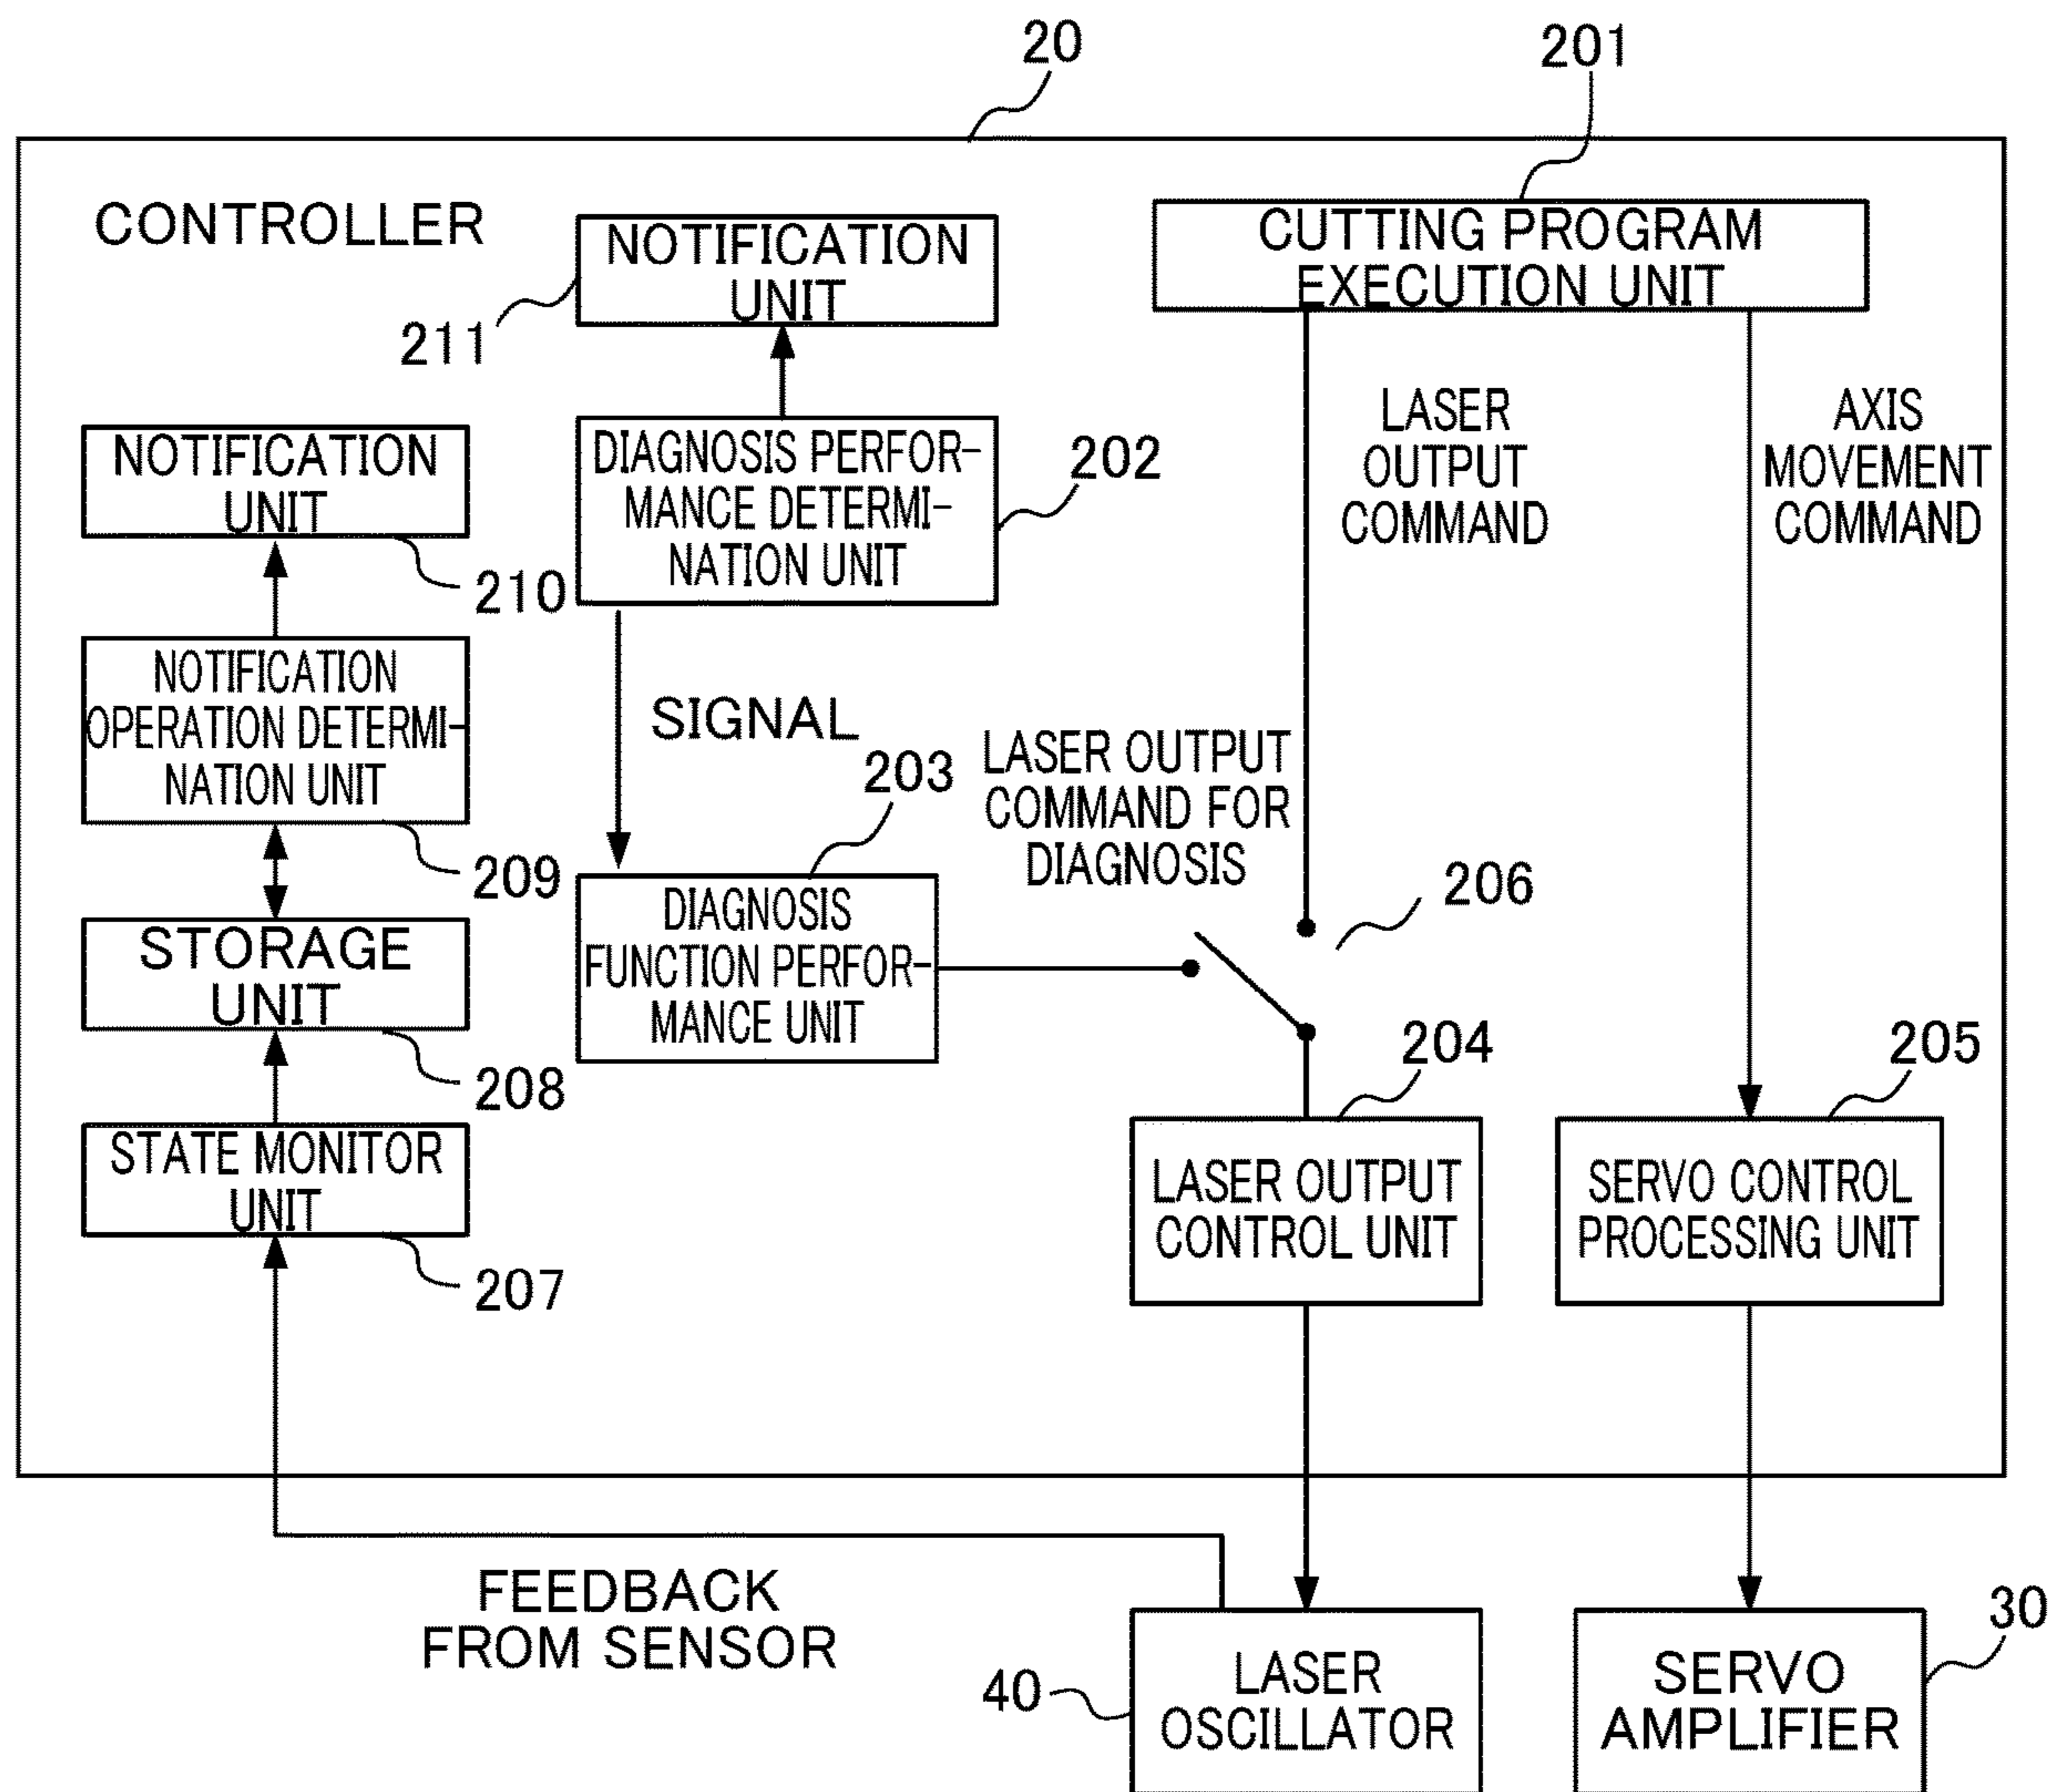 20
201
CONTROLLER
NOTIFICATION
UNIT
211
CUTTING PROGRAM
EXECUTION UNIT
LASER
OUTPUT
COMMAND
AXIS
MOVEMENT
COMMAND
NOTIFICATION
UNIT
210
DIAGNOSIS PERFOR-
MANCE DETERMI-
NATION UNIT
202
NOTIFICATION
OPERATION DETERMI-
NATION UNIT
209
SIGNAL
203
LASER OUTPUT
COMMAND FOR
DIAGNOSIS
206
STORAGE
UNIT
208
DIAGNOSIS
FUNCTION PERFOR-
MANCE UNIT
204
205
STATE MONITOR
UNIT
207
LASER OUTPUT
CONTROL UNIT
SERVO CONTROL
PROCESSING UNIT
FEEDBACK
FROM SENSOR
40
LASER
OSCILLATOR
30
SERVO
AMPLIFIER